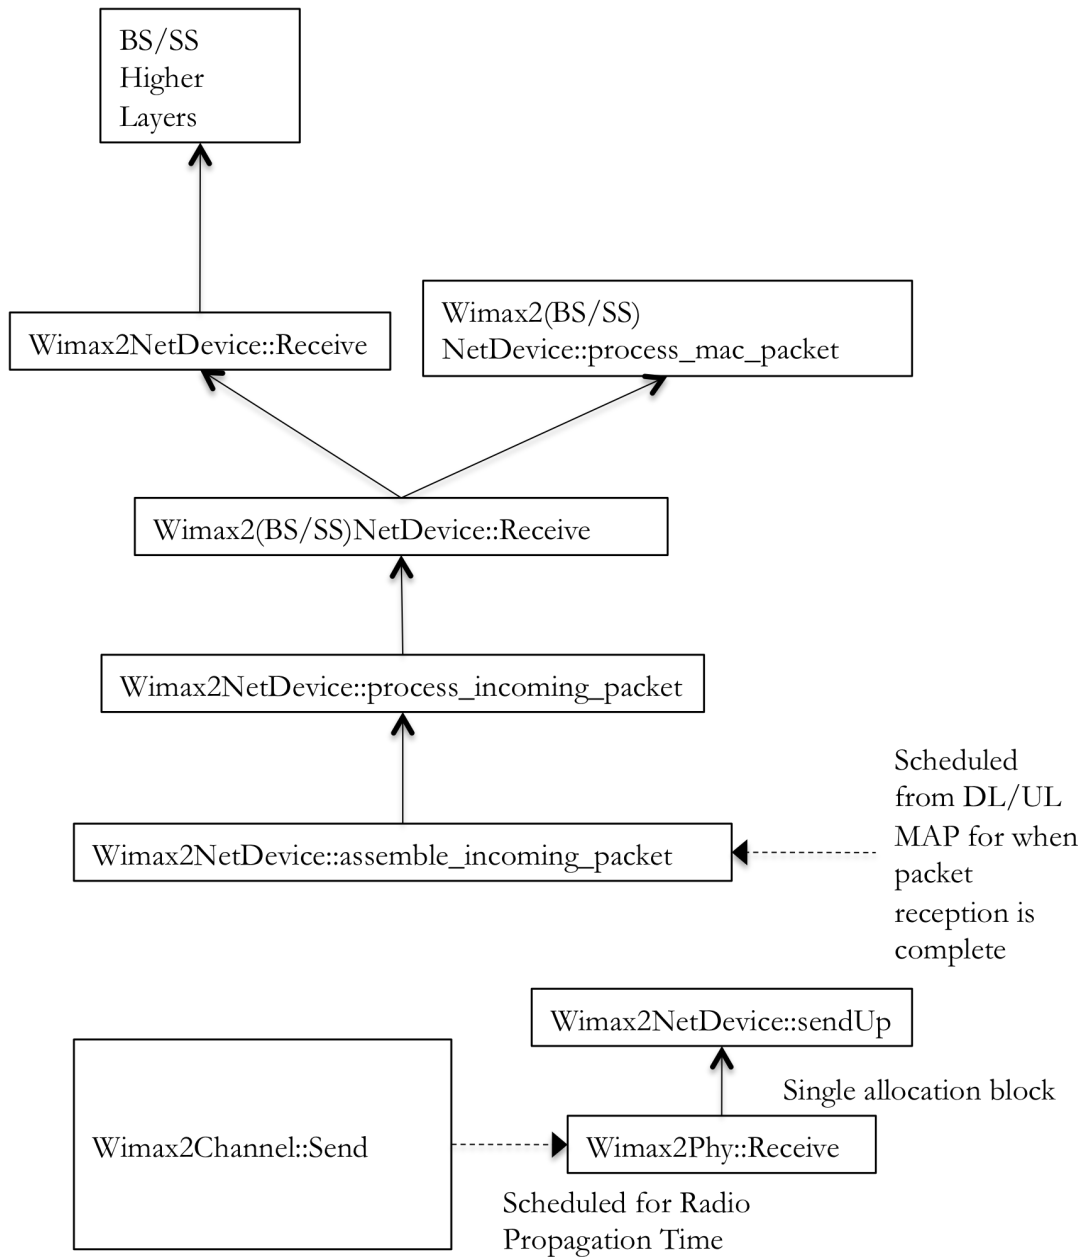 BS/SS
Higher
Layers
Wimax2NetDevice::Receive
Wimax2(BS/SS)
NetDevice::process_mac_packet
Wimax2(BS/SS)NetDevice::Receive
Wimax2NetDevice::process_incoming_packet
Wimax2NetDevice::assemble_incoming_packet
Scheduled
from DL/UL
MAP for when
packet
reception is
complete
Wimax2NetDevice::sendUp
Single allocation block
Wimax2Channel::Send
Wimax2Phy::Receive
Scheduled for Radio
Propagation Time